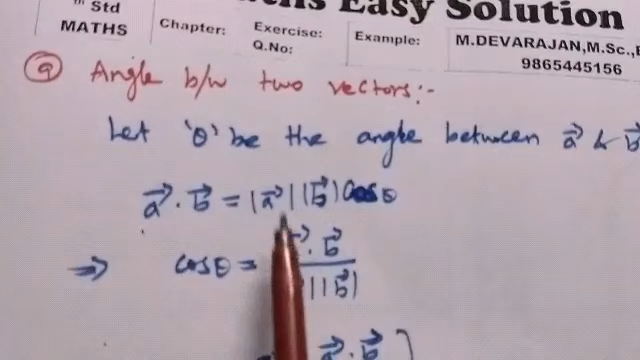 Easy Solution
th Std
MATHS
Chapter:
Exercise:
Q.No:
Example:
M.DEVARAJAN,M.Sc.,
9865445156
9 Angle b/w two vectors:-
Let 'θ' be the angle between a⃗ & b⃗
a⃗ . b⃗ = |a⃗| |b⃗| cosθ
⇒ cosθ = . b⃗ / | |b⃗|
a⃗ . b⃗ ]